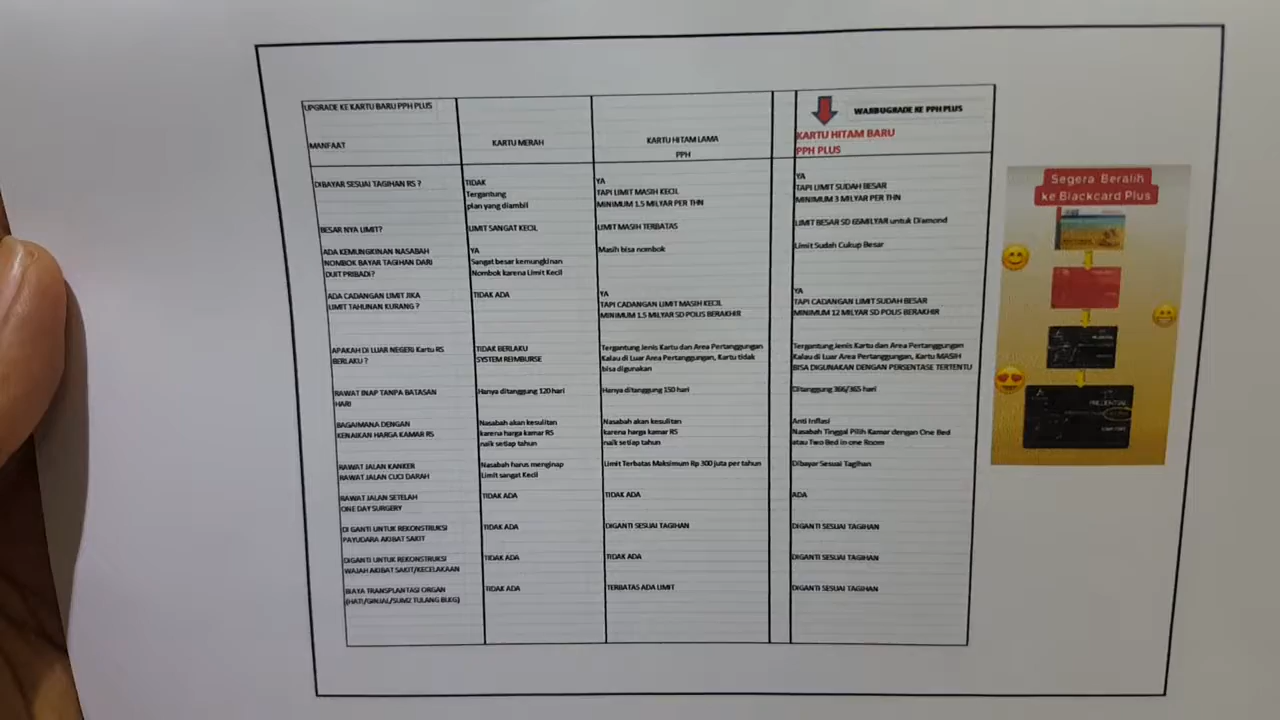 UPGRADE KE KARTU BARU PPH PLUS
MANFAAT
KARTU MERAH
KARTU HITAM LAMA
PPH
KARTU HITAM BARU
PPH PLUS
DIBAYAR SESUAI TAGIHAN RS ?
TIDAK
Tergantung
plan yang diambil
YA
TAPI LIMIT MASIH KECIL
MINIMUM 1.5 MILYAR PER THN
YA
TAPI LIMIT SUDAH BESAR
MINIMUM 3 MILYAR PER THN
BESAR NYA LIMIT?
LIMIT SANGAT KECIL
LIMIT MASIH TERBATAS
LIMIT BESAR SD 65MILYAR untuk Diamond
ADA KEMUNGKINAN NASABAH
NOMBOK BAYAR TAGIHAN DARI
DUIT PRIBADI?
YA
Sangat besar kemungkinan
Nombok karena Limit Kecil
Masih bisa nombok
Limit Sudah Cukup Besar
ADA CADANGAN LIMIT JIKA
LIMIT TAHUNAN KURANG ?
TIDAK ADA
YA
TAPI CADANGAN LIMIT MASIH KECIL
MINIMUM 1.5 MILYAR SD POLIS BERAKHIR
YA
TAPI CADANGAN LIMIT SUDAH BESAR
MINIMUM 12 MILYAR SD POLIS BERAKHIR
APAKAH DI LUAR NEGERI Kartu RS
BERLAKU ?
TIDAK BERLAKU
SYSTEM REIMBURSE
Tergantung Jenis Kartu dan Area Pertanggungan
Kalau di Luar Area Pertanggungan, Kartu tidak
bisa digunakan
Tergantung Jenis Kartu dan Area Pertanggungan
Kalau di Luar Area Pertanggungan, Kartu MASIH
BISA DIGUNAKAN DENGAN PERSENTASE TERTENTU
RAWAT INAP TANPA BATASAN
HARI
Hanya ditanggung 120 hari
Hanya ditanggung 150 hari
Ditanggung 366/365 hari
BAGAIMANA DENGAN
KENAIKAN HARGA KAMAR RS
Nasabah akan kesulitan
karena harga kamar RS
naik setiap tahun
Nasabah akan kesulitan
karena harga kamar RS
naik setiap tahun
Anti Inflasi
Nasabah Tinggal Pilih Kamar dengan One Bed
atau Two Bed in one Room
RAWAT JALAN KANKER
RAWAT JALAN CUCI DARAH
Nasabah harus menginap
Limit sangat Kecil
Limit Terbatas Maksimum Rp 300 juta per tahun
Dibayar Sesuai Tagihan
RAWAT JALAN SETELAH
ONE DAY SURGERY
TIDAK ADA
TIDAK ADA
ADA
DI GANTI UNTUK REKONSTRUKSI
PAYUDARA AKIBAT SAKIT
TIDAK ADA
DIGANTI SESUAI TAGIHAN
DIGANTI SESUAI TAGIHAN
DIGANTI UNTUK REKONSTRUKSI
WAJAH AKIBAT SAKIT/KECELAKAAN
TIDAK ADA
TIDAK ADA
DIGANTI SESUAI TAGIHAN
BIAYA TRANSPLANTASI ORGAN
TIDAK ADA
TERBATAS ADA LIMIT
DIGANTI SESUAI TAGIHAN
Segera Beralih
ke Blackcard Plus
PRUDENTIAL